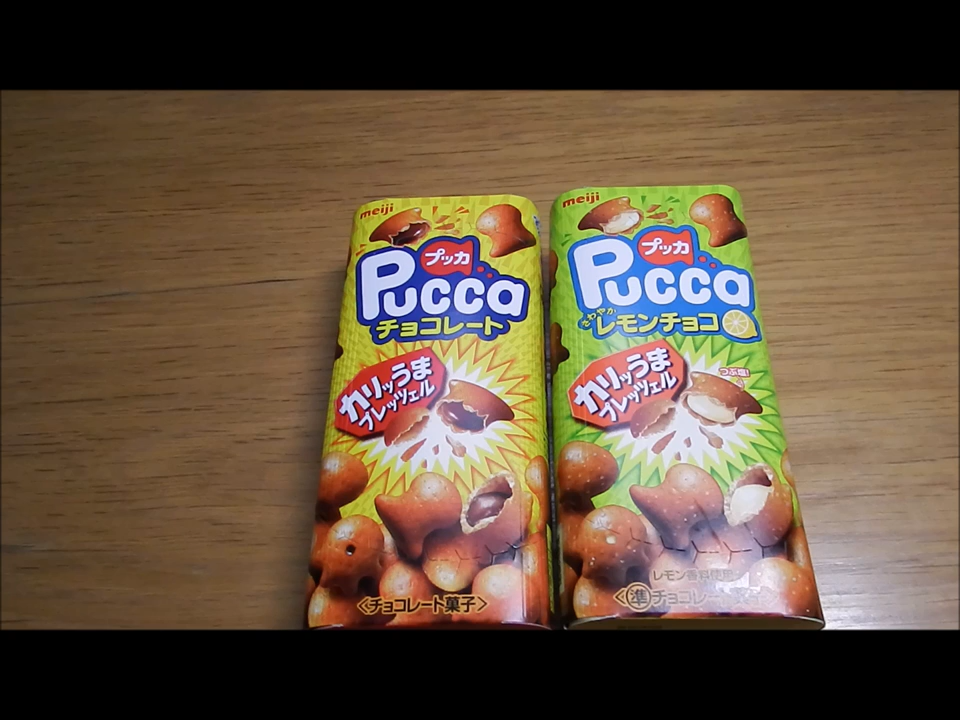 meiji
プッカ
Pucca
チョコレート
カリッうま
プレッツェル
<チョコレート菓子>
meiji
プッカ
Pucca
さわやか
レモンチョコ
カリッうま
プレッツェル
つぶ塩!
レモン香料使用
<準チョコレート菓子>